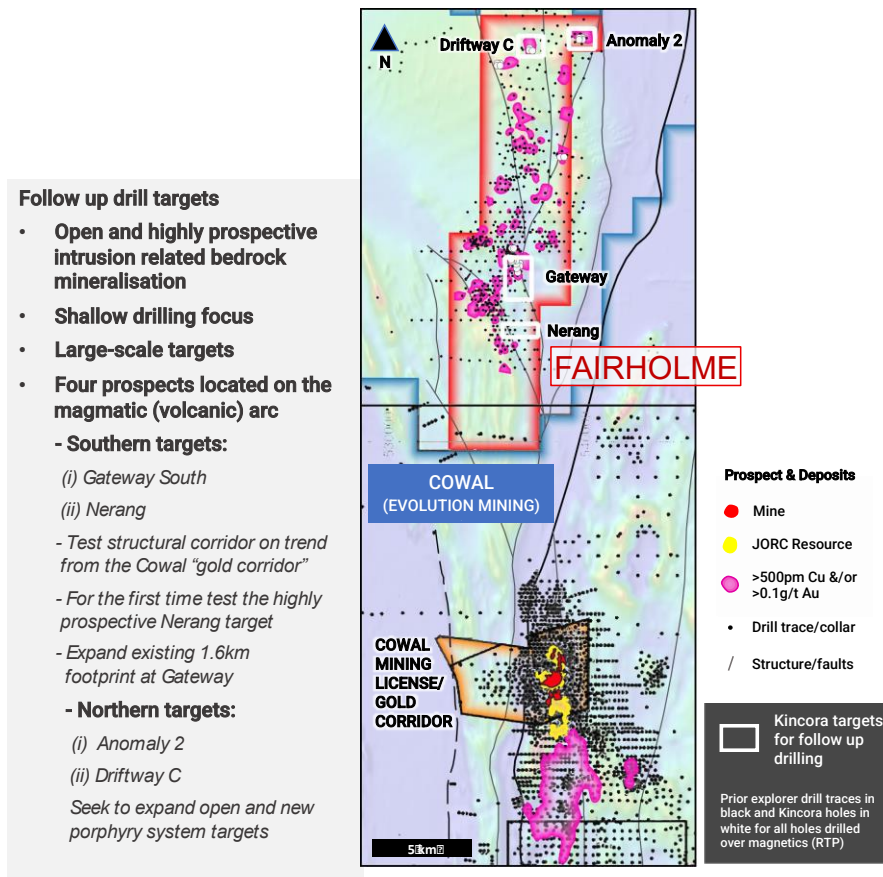 Follow up drill targets
• Open and highly prospective
intrusion related bedrock
mineralisation
• Shallow drilling focus
• Large-scale targets
• Four prospects located on the
magmatic (volcanic) arc
- Southern targets:
(i) Gateway South
(ii) Nerang
- Test structural corridor on trend
from the Cowal “gold corridor”
- For the first time test the highly
prospective Nerang target
- Expand existing 1.6km
footprint at Gateway
- Northern targets:
(i) Anomaly 2
(ii) Driftway C
Seek to expand open and new
porphyry system targets
N
Driftway C
Anomaly 2
Gateway
Nerang
FAIRHOLME
COWAL
(EVOLUTION MINING)
COWAL
MINING
LICENSE/
GOLD
CORRIDOR
5 km
Prospect & Deposits
Mine
JORC Resource
>500pm Cu &/or
>0.1g/t Au
Drill trace/collar
Structure/faults
Kincora targets
for follow up
drilling
Prior explorer drill traces in
black and Kincora holes in
white for all holes drilled
over magnetics (RTP)